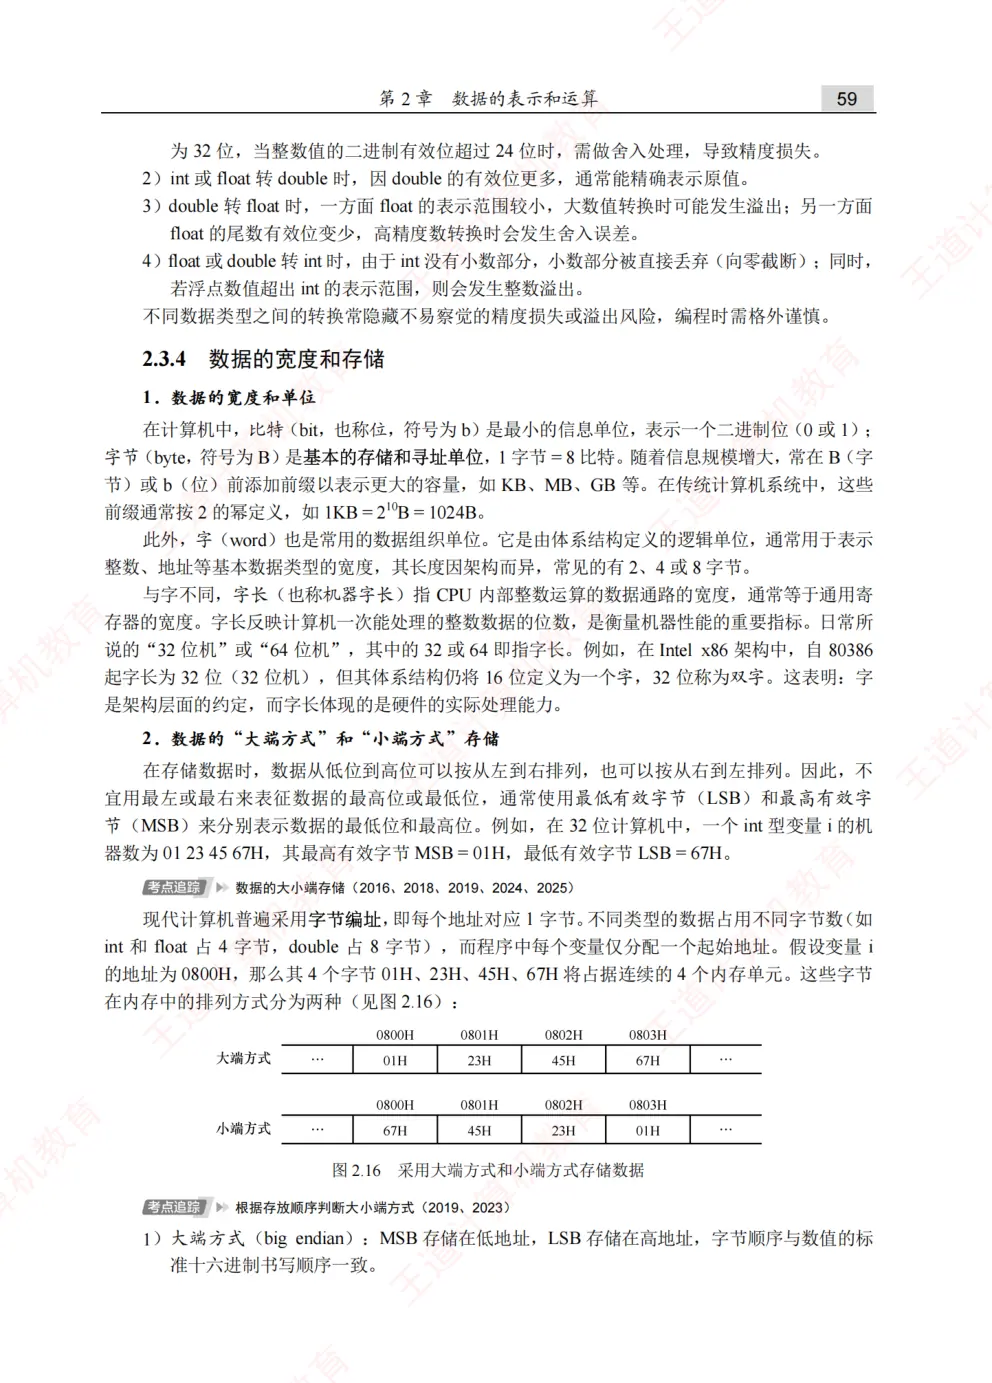 第 2 章　数据的表示和运算　59
为 32 位，当整数值的二进制有效位超过 24 位时，需做舍入处理，导致精度损失。
2）int 或 float 转 double 时，因 double 的有效位更多，通常能精确表示原值。
3）double 转 float 时，一方面 float 的表示范围较小，大数值转换时可能发生溢出；另一方面
float 的尾数有效位变少，高精度数转换时会发生舍入误差。
4）float 或 double 转 int 时，由于 int 没有小数部分，小数部分被直接丢弃（向零截断）；同时，
若浮点数值超出 int 的表示范围，则会发生整数溢出。
不同数据类型之间的转换常隐藏不易察觉的精度损失或溢出风险，编程时需格外谨慎。
2.3.4　数据的宽度和存储
1．数据的宽度和单位
在计算机中，比特（bit，也称位，符号为 b）是最小的信息单位，表示一个二进制位（0 或 1）；
字节（byte，符号为 B）是基本的存储和寻址单位，1 字节 = 8 比特。随着信息规模增大，常在 B（字
节）或 b（位）前添加前缀以表示更大的容量，如 KB、MB、GB 等。在传统计算机系统中，这些
前缀通常按 2 的幂定义，如 1KB = 2¹⁰B = 1024B。
此外，字（word）也是常用的数据组织单位。它是由体系结构定义的逻辑单位，通常用于表示
整数、地址等基本数据类型的宽度，其长度因架构而异，常见的有 2、4 或 8 字节。
与字不同，字长（也称机器字长）指 CPU 内部整数运算的数据通路的宽度，通常等于通用寄
存器的宽度。字长反映计算机一次能处理的整数数据的位数，是衡量机器性能的重要指标。日常所
说的“32 位机”或“64 位机”，其中的 32 或 64 即指字长。例如，在 Intel x86 架构中，自 80386
起字长为 32 位（32 位机），但其体系结构仍将 16 位定义为一个字，32 位称为双字。这表明：字
是架构层面的约定，而字长体现的是硬件的实际处理能力。
2．数据的“大端方式”和“小端方式”存储
在存储数据时，数据从低位到高位可以按从左到右排列，也可以按从右到左排列。因此，不
宜用最左或最右来表征数据的最高位或最低位，通常使用最低有效字节（LSB）和最高有效字
节（MSB）来分别表示数据的最低位和最高位。例如，在 32 位计算机中，一个 int 型变量 i 的机
器数为 01 23 45 67H，其最高有效字节 MSB = 01H，最低有效字节 LSB = 67H。
考点追踪 数据的大小端存储（2016、2018、2019、2024、2025）
现代计算机普遍采用字节编址，即每个地址对应 1 字节。不同类型的数据占用不同字节数（如
int 和 float 占 4 字节，double 占 8 字节），而程序中每个变量仅分配一个起始地址。假设变量 i
的地址为 0800H，那么其 4 个字节 01H、23H、45H、67H 将占据连续的 4 个内存单元。这些字节
在内存中的排列方式分为两种（见图 2.16）：
0800H 0801H 0802H 0803H
大端方式 … 01H 23H 45H 67H …
0800H 0801H 0802H 0803H
小端方式 … 67H 45H 23H 01H …
图 2.16　采用大端方式和小端方式存储数据
考点追踪 根据存放顺序判断大小端方式（2019、2023）
1）大端方式（big endian）：MSB 存储在低地址，LSB 存储在高地址，字节顺序与数值的标
准十六进制书写顺序一致。